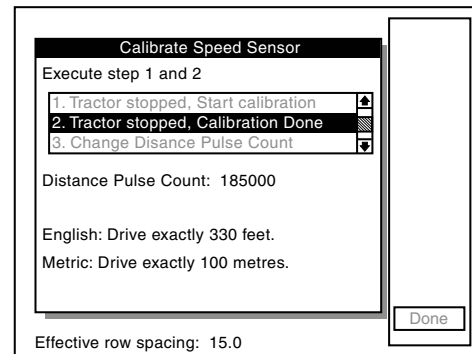 Calibrate Speed Sensor
Execute step 1 and 2
1. Tractor stopped, Start calibration
2. Tractor stopped, Calibration Done
3. Change Disance Pulse Count
Distance Pulse Count: 185000
English: Drive exactly 330 feet.
Metric: Drive exactly 100 metres.
Done
Effective row spacing: 15.0